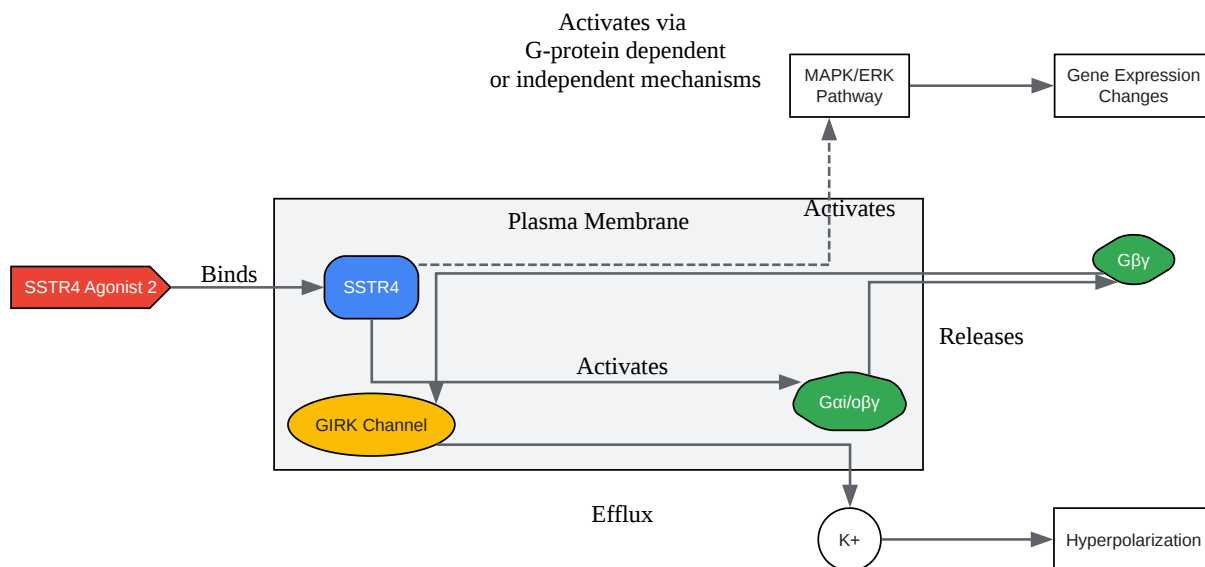 Activates via
G-protein dependent
or independent mechanisms
MAPK/ERK
Pathway
Gene Expression
Changes
Activates
Plasma Membrane
Gβγ
Binds
SSTR4 Agonist 2
SSTR4
Releases
Activates
Gαi/oβγ
GIRK Channel
Efflux
K+
Hyperpolarization